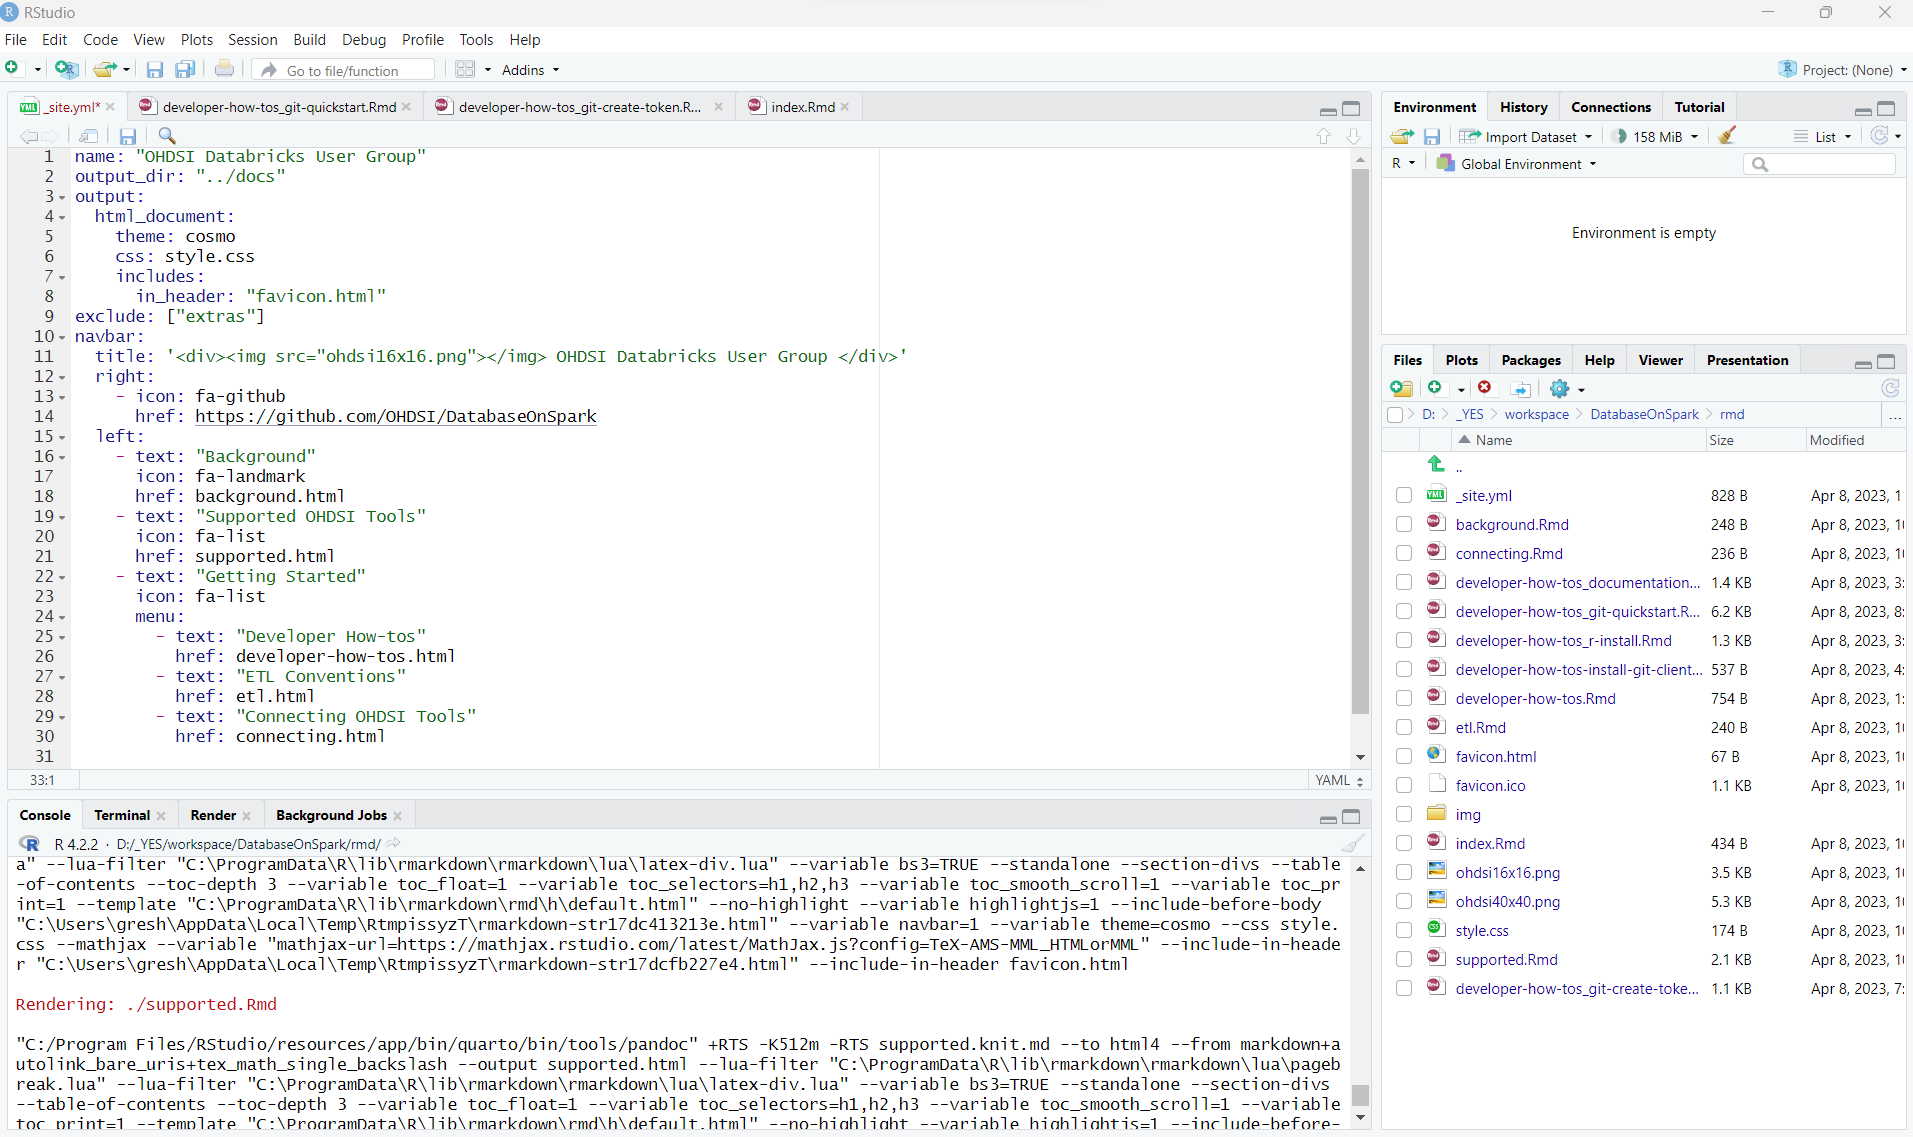 RStudio
File Edit Code View Plots Session Build Debug Profile Tools Help
Go to file/function Addins Project: (None)
_site.yml* developer-how-tos_git-quickstart.Rmd developer-how-tos_git-create-token.R... index.Rmd
1 name: "OHDSI Databricks User Group"
2 output_dir: "../docs"
3 output:
4 html_document:
5 theme: cosmo
6 css: style.css
7 includes:
8 in_header: "favicon.html"
9 exclude: ["extras"]
10 navbar:
11 title: '<div><img src="ohdsi16x16.png"></img> OHDSI Databricks User Group </div>'
12 right:
13 - icon: fa-github
14 href: https://github.com/OHDSI/DatabaseOnSpark
15 left:
16 - text: "Background"
17 icon: fa-landmark
18 href: background.html
19 - text: "Supported OHDSI Tools"
20 icon: fa-list
21 href: supported.html
22 - text: "Getting Started"
23 icon: fa-list
24 menu:
25 - text: "Developer How-tos"
26 href: developer-how-tos.html
27 - text: "ETL Conventions"
28 href: etl.html
29 - text: "Connecting OHDSI Tools"
30 href: connecting.html
31
33:1 YAML
Console Terminal Render Background Jobs
R 4.2.2 · D:/_YES/workspace/DatabaseOnSpark/rmd/
a" --lua-filter "C:\ProgramData\R\lib\rmarkdown\rmarkdown\lua\latex-div.lua" --variable bs3=TRUE --standalone --section-divs --table
-of-contents --toc-depth 3 --variable toc_float=1 --variable toc_selectors=h1,h2,h3 --variable toc_smooth_scroll=1 --variable toc_pr
int=1 --template "C:\ProgramData\R\lib\rmarkdown\rmd\h\default.html" --no-highlight --variable highlightjs=1 --include-before-body
"C:\Users\gresh\AppData\Local\Temp\RtmpissyzT\rmarkdown-str17dc413213e.html" --variable navbar=1 --variable theme=cosmo --css style.
css --mathjax --variable "mathjax-url=https://mathjax.rstudio.com/latest/MathJax.js?config=TeX-AMS-MML_HTMLorMML" --include-in-heade
r "C:\Users\gresh\AppData\Local\Temp\RtmpissyzT\rmarkdown-str17dcfb227e4.html" --include-in-header favicon.html
Rendering: ./supported.Rmd
"C:/Program Files/RStudio/resources/app/bin/quarto/bin/tools/pandoc" +RTS -K512m -RTS supported.knit.md --to html4 --from markdown+a
utolink_bare_uris+tex_math_single_backslash --output supported.html --lua-filter "C:\ProgramData\R\lib\rmarkdown\rmarkdown\lua\pageb
reak.lua" --lua-filter "C:\ProgramData\R\lib\rmarkdown\rmarkdown\lua\latex-div.lua" --variable bs3=TRUE --standalone --section-divs
--table-of-contents --toc-depth 3 --variable toc_float=1 --variable toc_selectors=h1,h2,h3 --variable toc_smooth_scroll=1 --variable
toc_print=1 --template "C:\ProgramData\R\lib\rmarkdown\rmd\h\default.html" --no-highlight --variable highlightjs=1 --include-before-
Environment History Connections Tutorial
Import Dataset 158 MiB List
R Global Environment
Environment is empty
Files Plots Packages Help Viewer Presentation
D: _YES workspace DatabaseOnSpark rmd ...
Name Size Modified
..
_site.yml 828 B Apr 8, 2023, 1
background.Rmd 248 B Apr 8, 2023, 1
connecting.Rmd 236 B Apr 8, 2023, 1
developer-how-tos_documentation... 1.4 KB Apr 8, 2023, 3:
developer-how-tos_git-quickstart.R... 6.2 KB Apr 8, 2023, 8:
developer-how-tos_r-install.Rmd 1.3 KB Apr 8, 2023, 3:
developer-how-tos-install-git-client... 537 B Apr 8, 2023, 4:
developer-how-tos.Rmd 754 B Apr 8, 2023, 1:
etl.Rmd 240 B Apr 8, 2023, 1
favicon.html 67 B Apr 8, 2023, 1
favicon.ico 1.1 KB Apr 8, 2023, 1
img
index.Rmd 434 B Apr 8, 2023, 1
ohdsi16x16.png 3.5 KB Apr 8, 2023, 1
ohdsi40x40.png 5.3 KB Apr 8, 2023, 1
style.css 174 B Apr 8, 2023, 1
supported.Rmd 2.1 KB Apr 8, 2023, 1
developer-how-tos_git-create-toke... 1.1 KB Apr 8, 2023, 7: